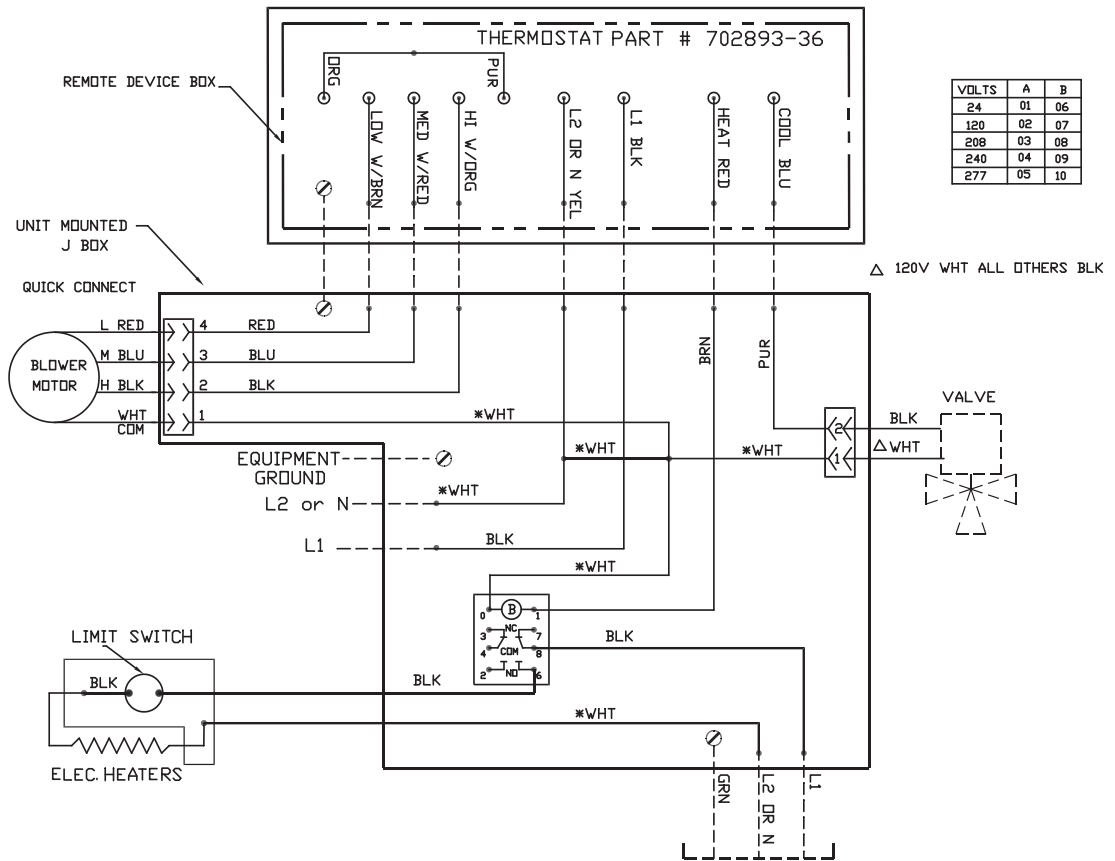 THERMOSTAT PART # 702893-36
REMOTE DEVICE BOX
ORG
PUR
LOW W/BRN
MED W/RED
HI W/ORG
L2 OR N YEL
L1 BLK
HEAT RED
COOL BLU
VOLTS A B
24 01 06
120 02 07
208 03 08
240 04 09
277 05 10
△ 120V WHT ALL OTHERS BLK
UNIT MOUNTED
J BOX
QUICK CONNECT
BLOWER
MOTOR
L RED
M BLU
H BLK
WHT
COM
4 RED
3 BLU
2 BLK
1 *WHT
BRN
PUR
VALVE
2
1
BLK
△ WHT
*WHT
*WHT
EQUIPMENT
GROUND
L2 or N
*WHT
L1
BLK
*WHT
0 B 1
3 NC 7
4 COM 8
2 NO 6
BLK
LIMIT SWITCH
BLK
BLK
*WHT
ELEC. HEATERS
GRN
L2 OR N
L1